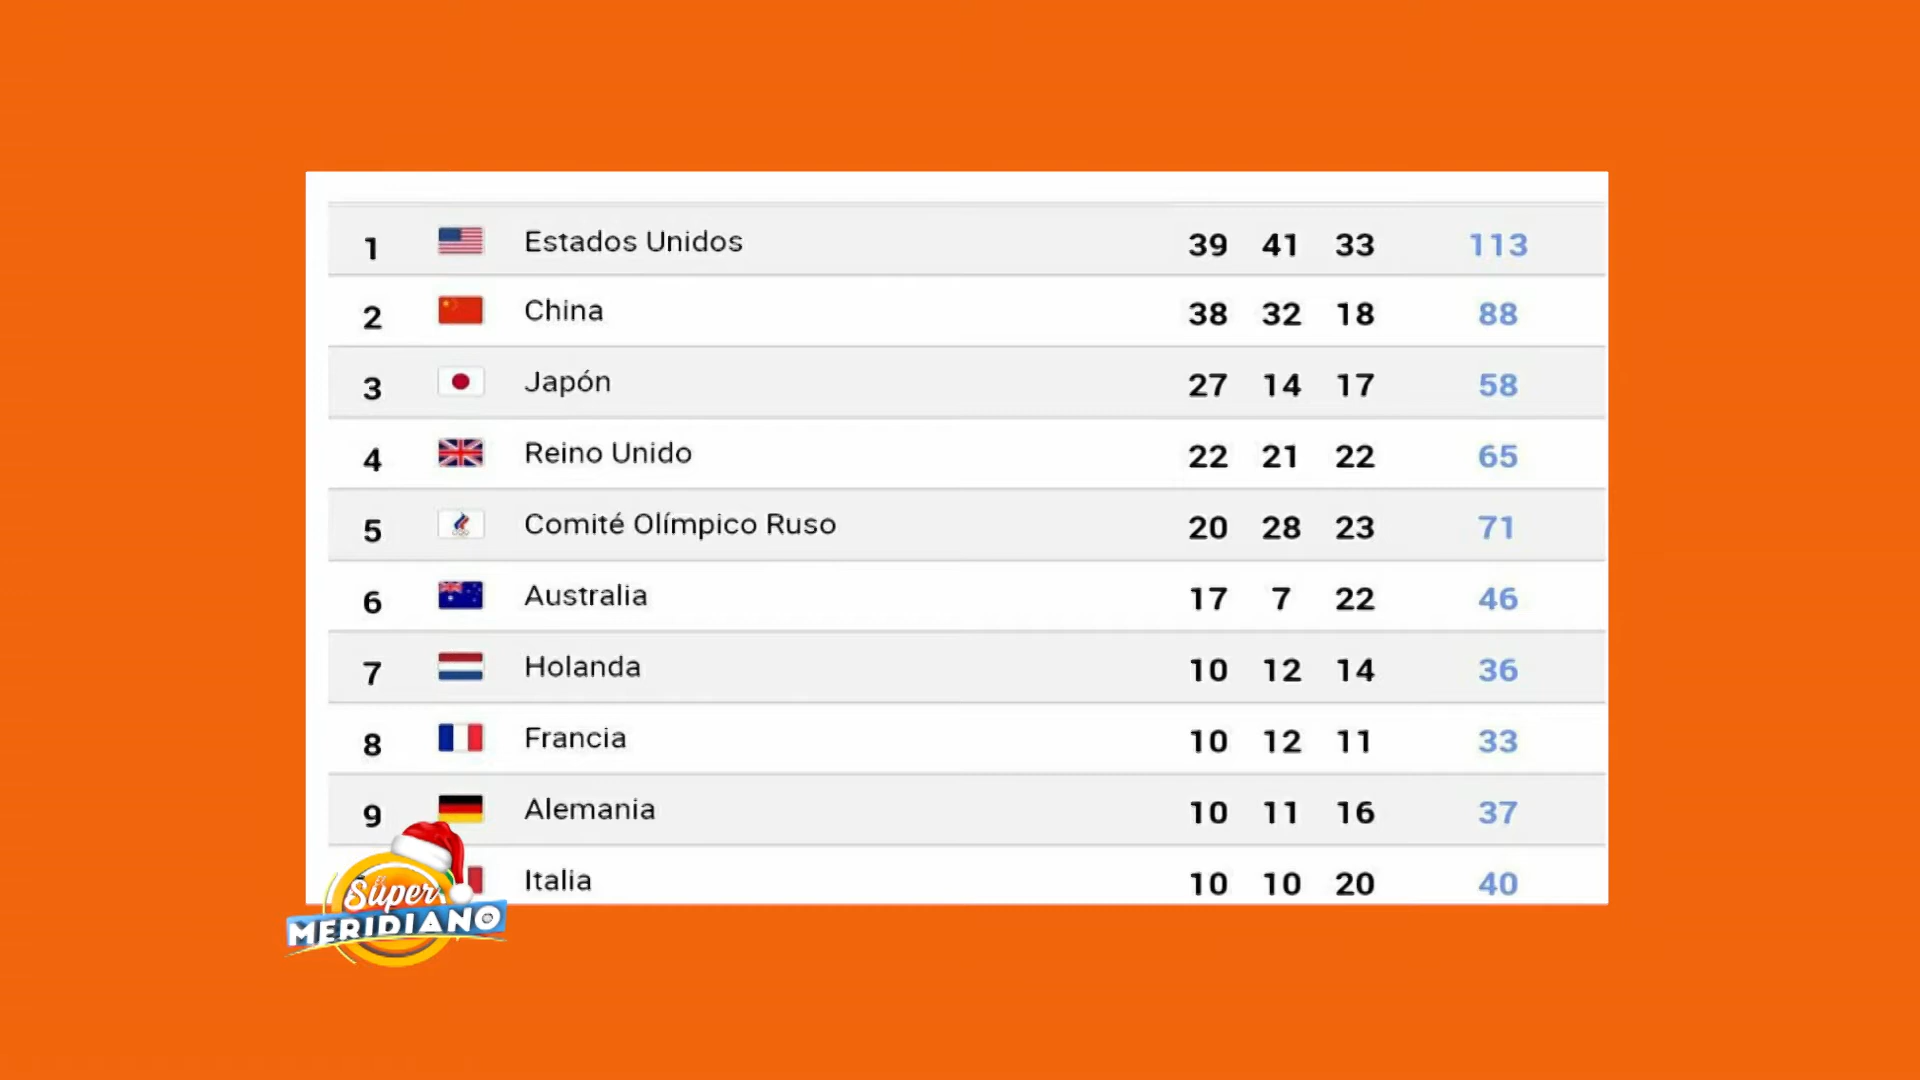 1 Estados Unidos 39 41 33 113
2 China 38 32 18 88
3 Japón 27 14 17 58
4 Reino Unido 22 21 22 65
5 Comité Olímpico Ruso 20 28 23 71
6 Australia 17 7 22 46
7 Holanda 10 12 14 36
8 Francia 10 12 11 33
9 Alemania 10 11 16 37
Italia 10 10 20 40
El
Súper
MERIDIANO